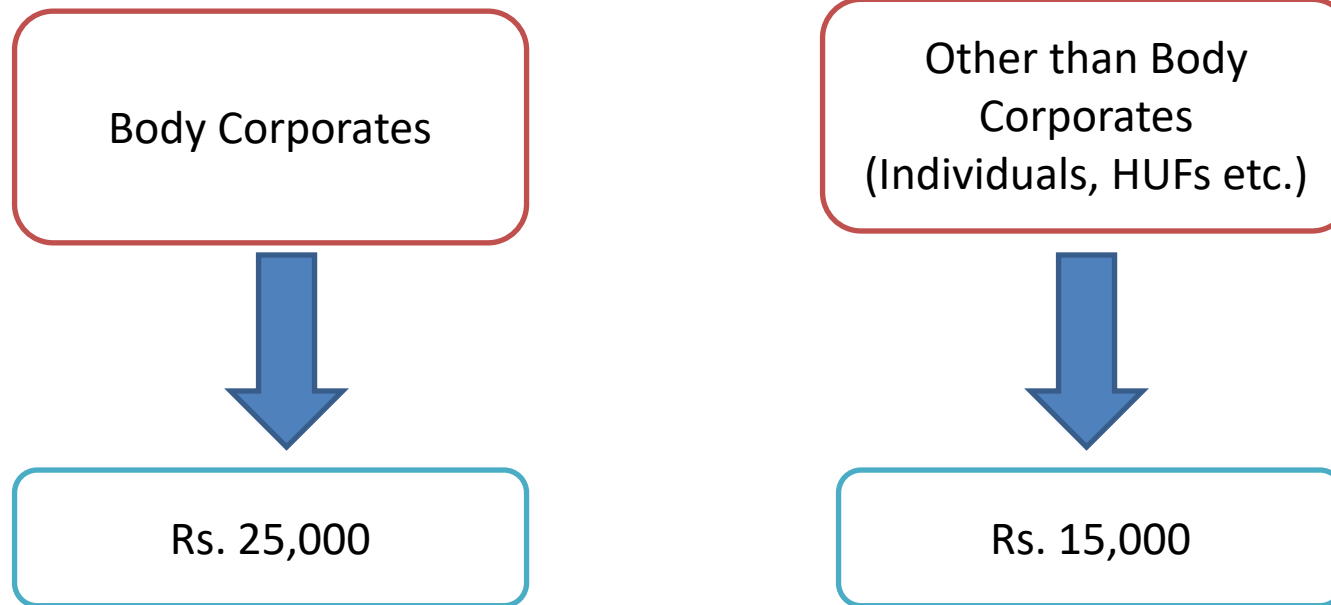 Body Corporates
Other than Body
Corporates
(Individuals, HUFs etc.)
Rs. 25,000
Rs. 15,000